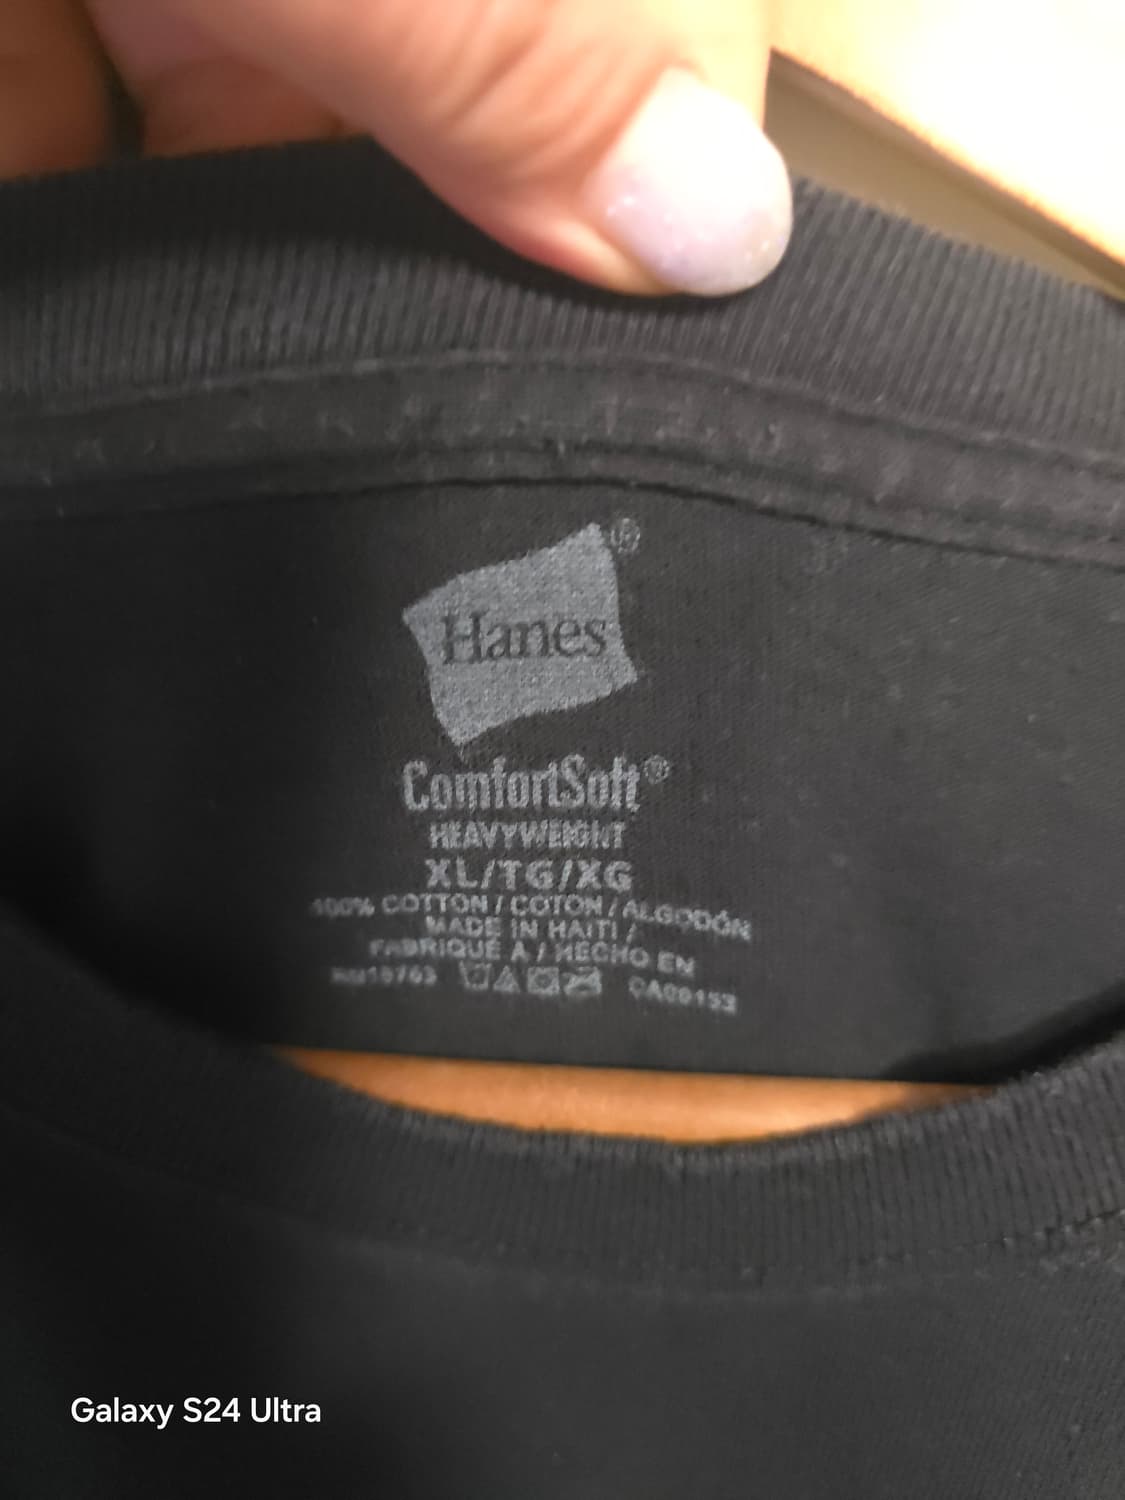 Hanes®
ComfortSoft®
HEAVYWEIGHT
XL/TG/XG
100% COTTON / COTON / ALGODÓN
MADE IN HAITI /
FABRIQUÉ À / HECHO EN
CA00153
Galaxy S24 Ultra